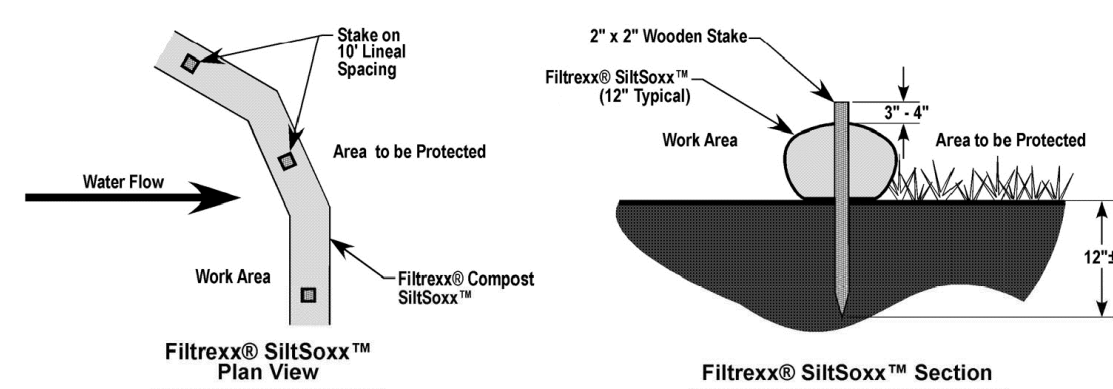 Stake on
10' Lineal
Spacing
Area to be Protected
Water Flow
Work Area
Filtrexx® Compost
SiltSoxx™
Filtrexx® SiltSoxx™
Plan View
2" x 2" Wooden Stake
Filtrexx® SiltSoxx™
(12" Typical)
3" - 4"
Work Area
Area to be Protected
12"±
Filtrexx® SiltSoxx™ Section